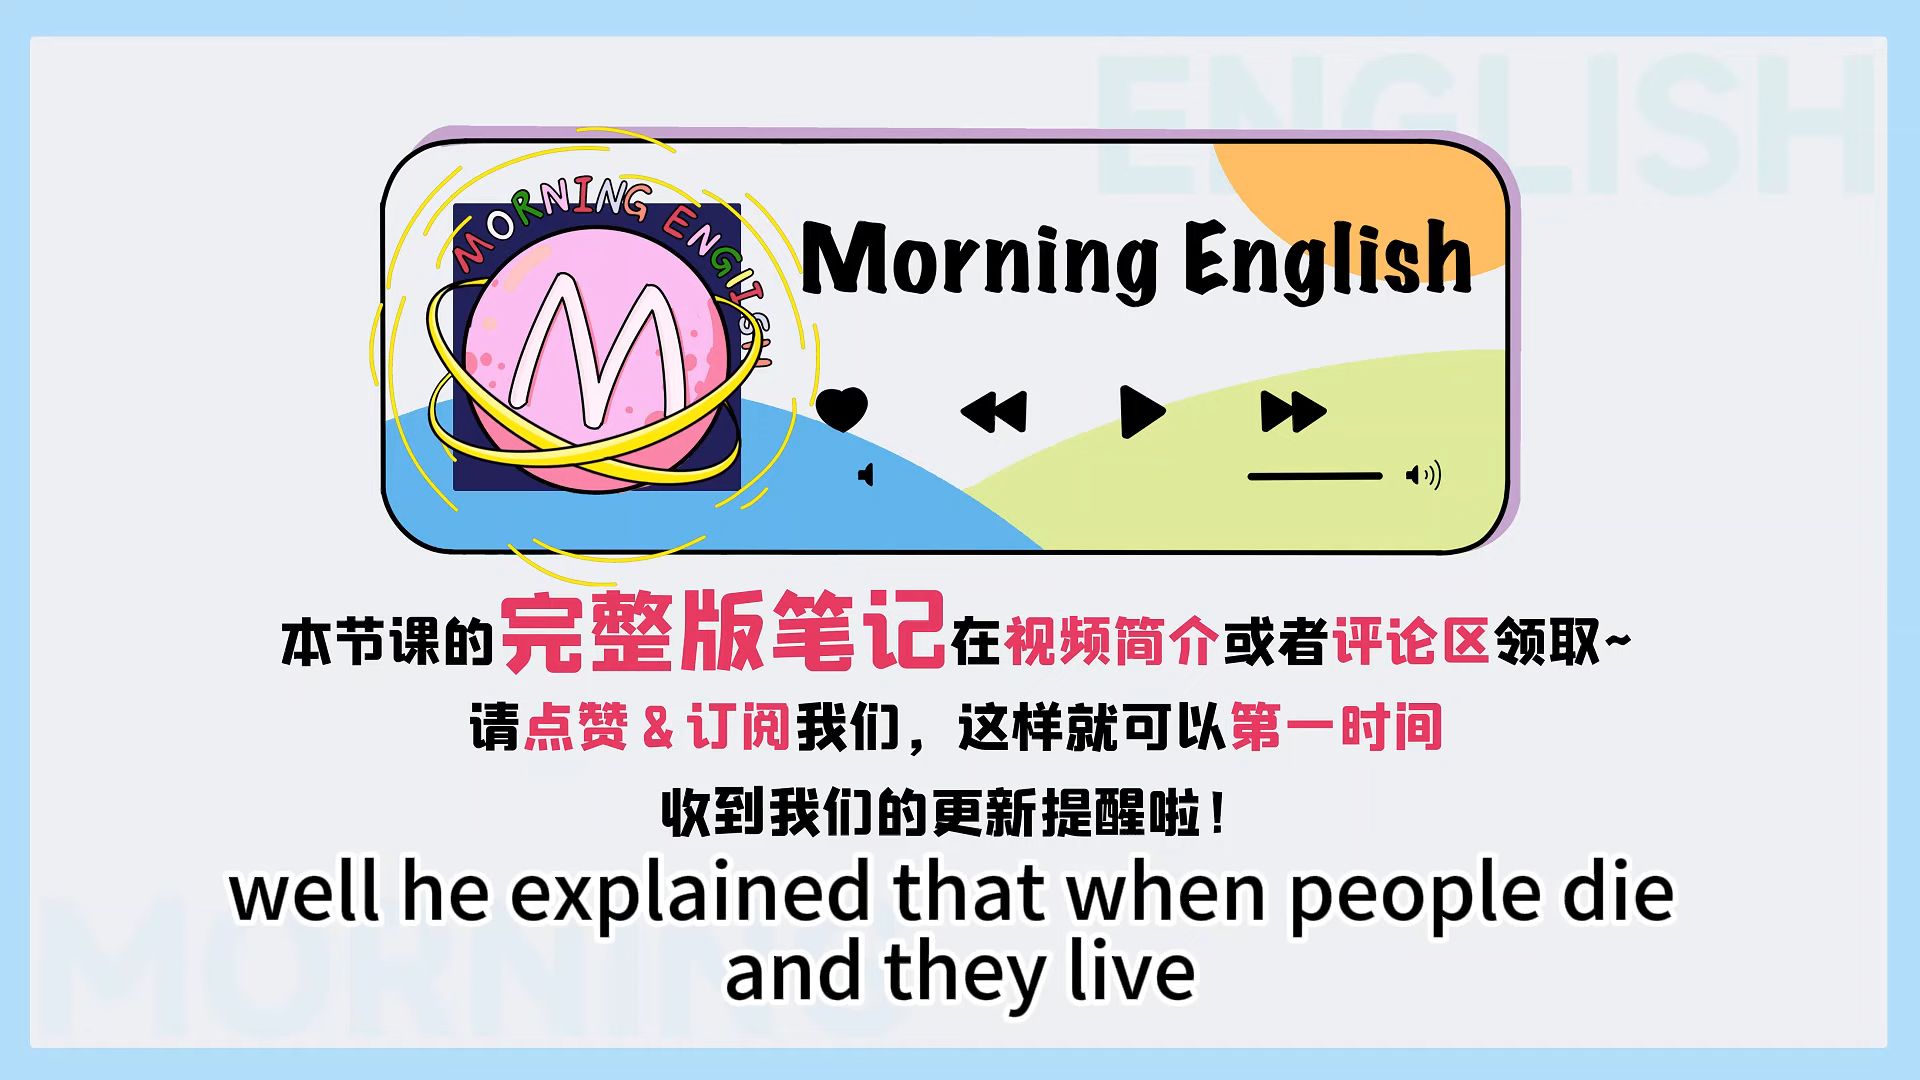 ENGLISH
MORNING ENGLISH
M
Morning English
本节课的完整版笔记在视频简介或者评论区领取~
请点赞&订阅我们，这样就可以第一时间
收到我们的更新提醒啦！
MORNING
well he explained that when people die
and they live